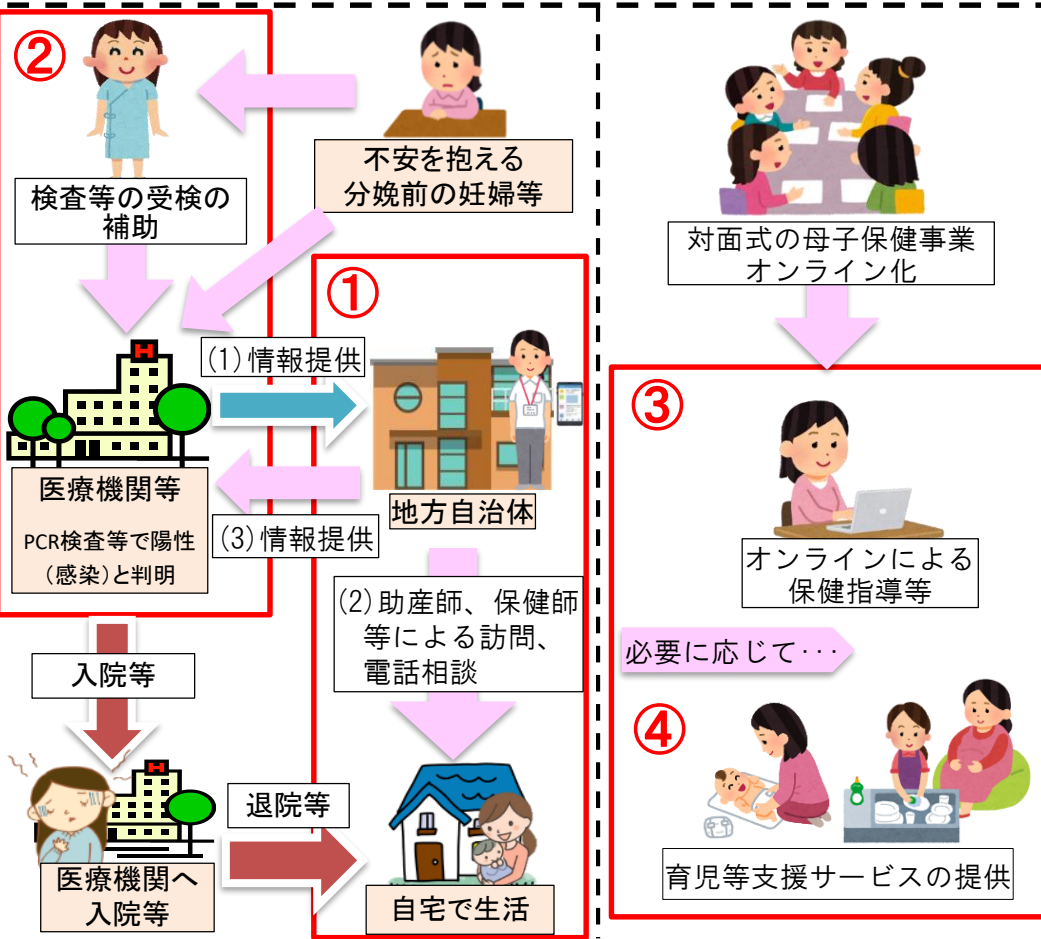 ②
検査等の受検の
補助
不安を抱える
分娩前の妊婦等
①
(1)情報提供
H
医療機関等
PCR検査等で陽性
(感染)と判明
(3)情報提供
地方自治体
(2)助産師、保健師
等による訪問、
電話相談
入院等
H
医療機関へ
入院等
退院等
自宅で生活
対面式の母子保健事業
オンライン化
③
オンラインによる
保健指導等
必要に応じて･･･
④
育児等支援サービスの提供